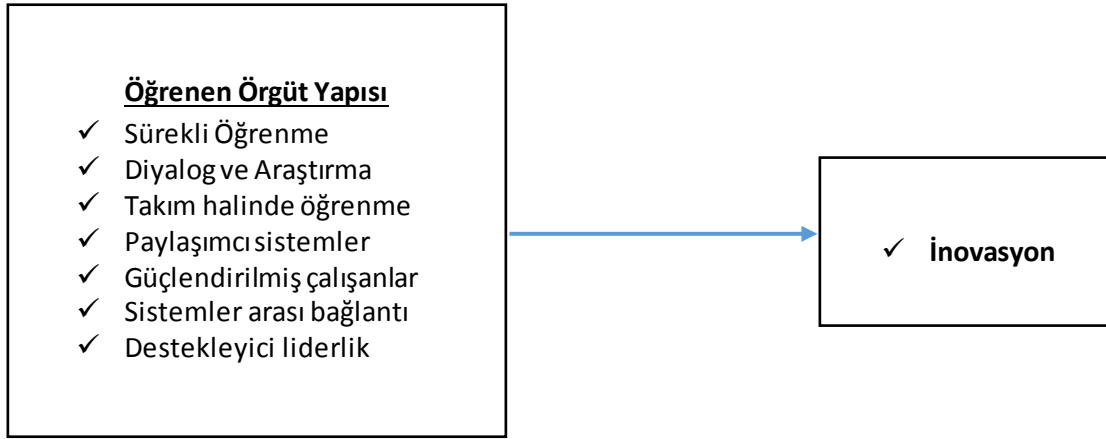 Öğrenen Örgüt Yapısı
✓ Sürekli Öğrenme
✓ Diyalog ve Araştırma
✓ Takım halinde öğrenme
✓ Paylaşımcı sistemler
✓ Güçlendirilmiş çalışanlar
✓ Sistemler arası bağlantı
✓ Destekleyici liderlik
✓ İnovasyon